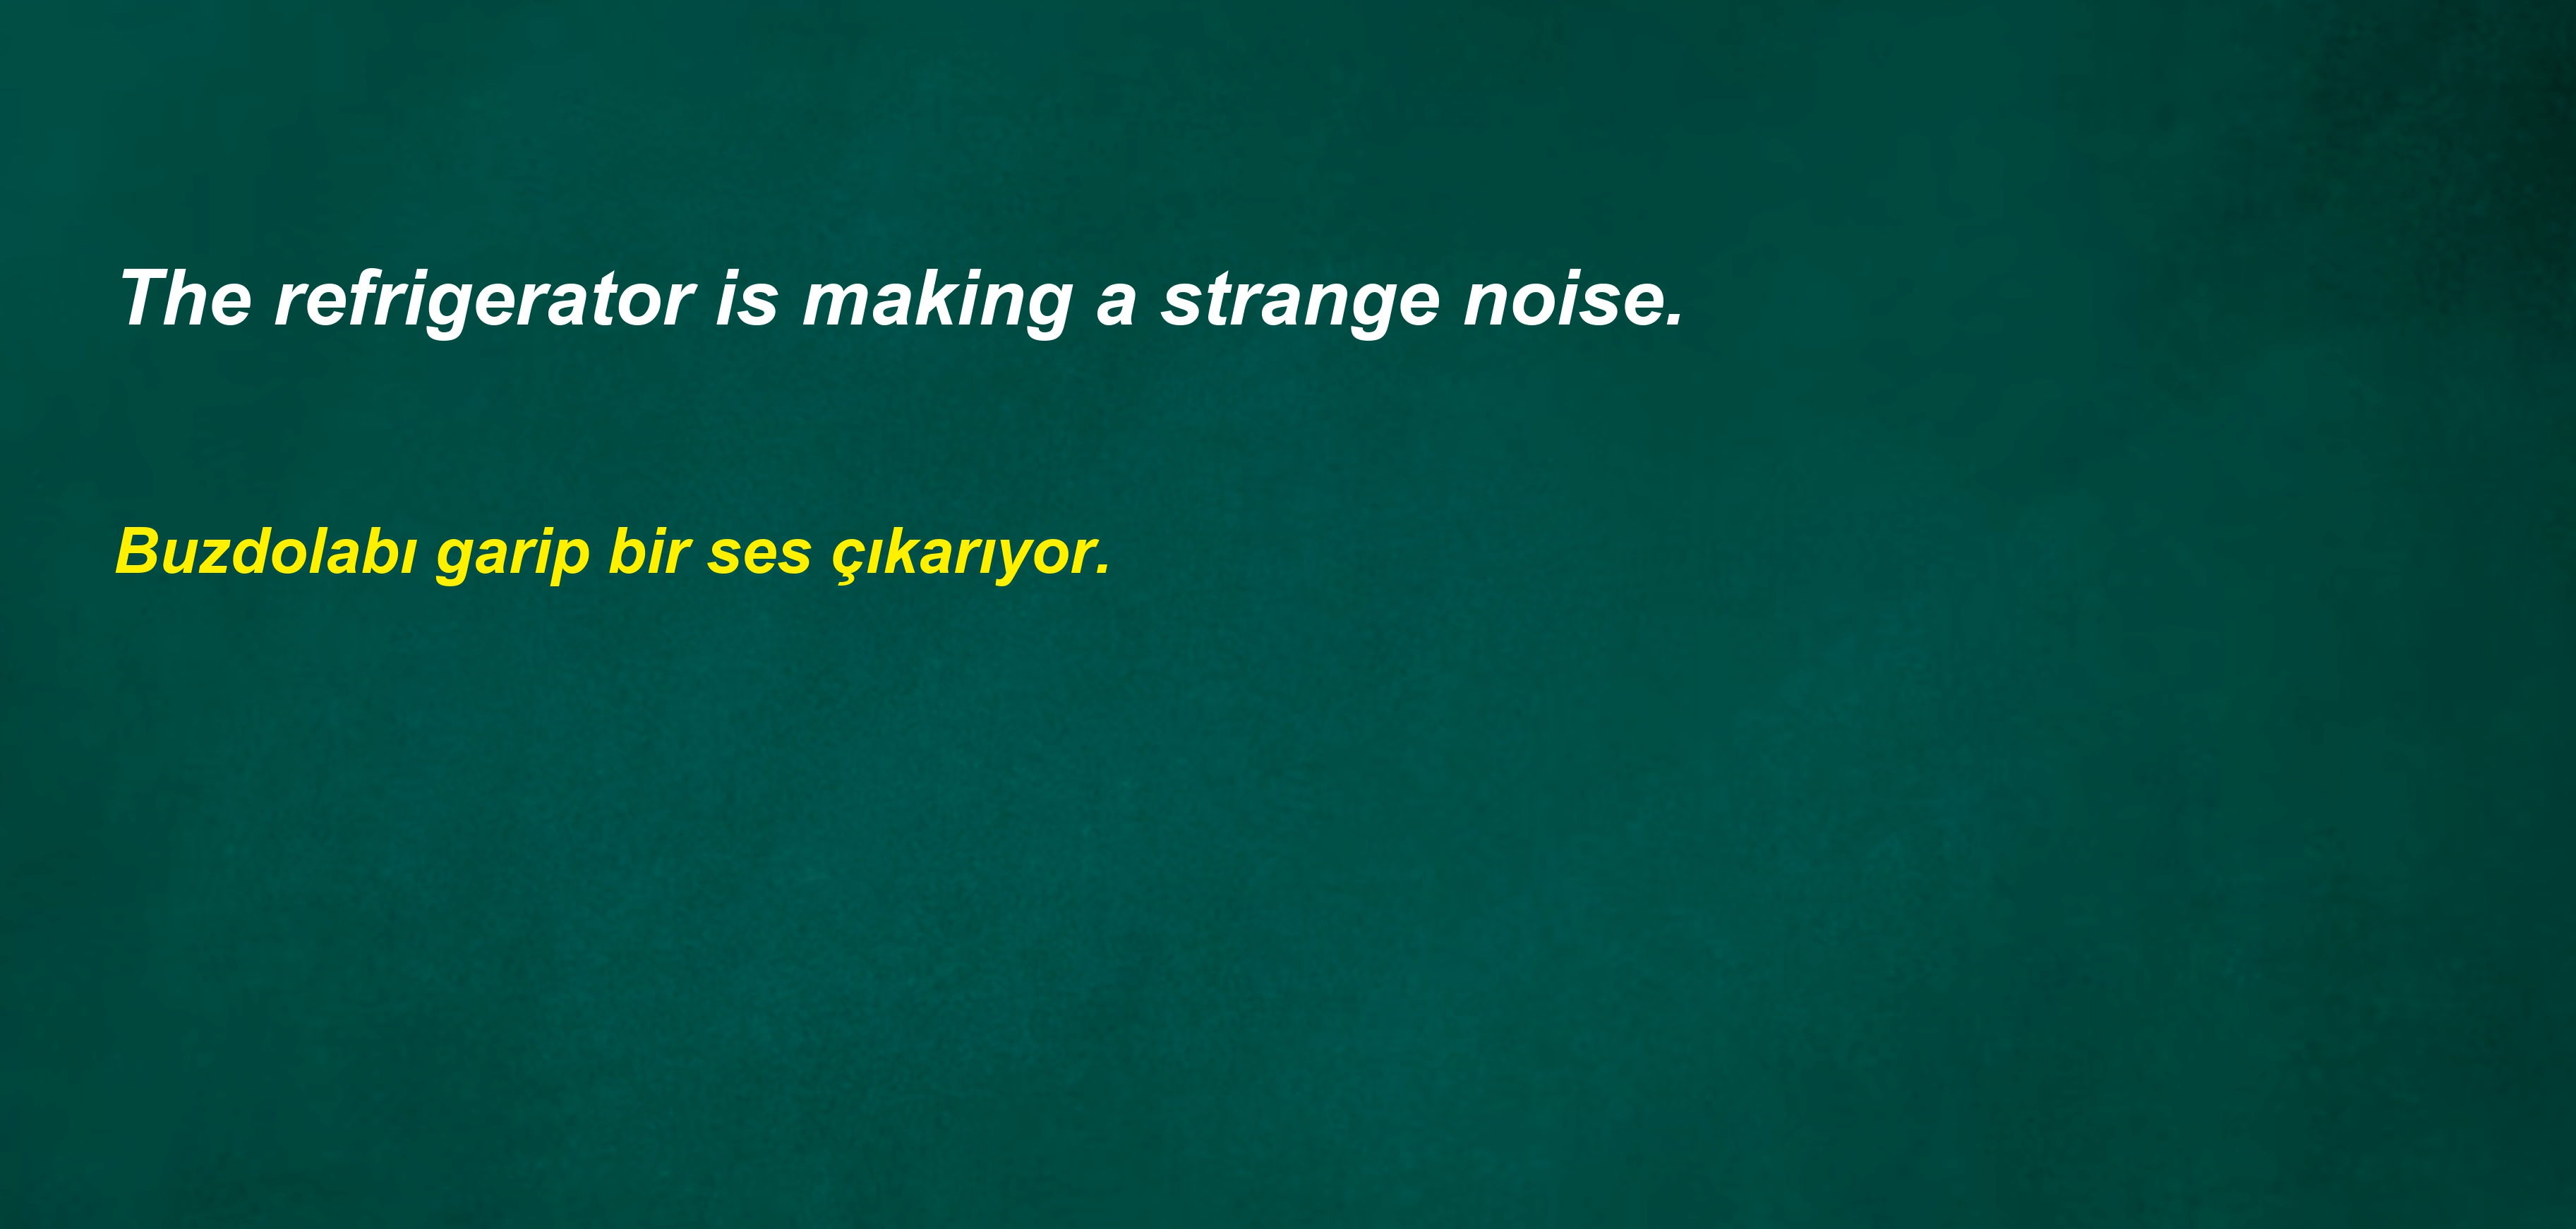 The refrigerator is making a strange noise.
Buzdolabı garip bir ses çıkarıyor.